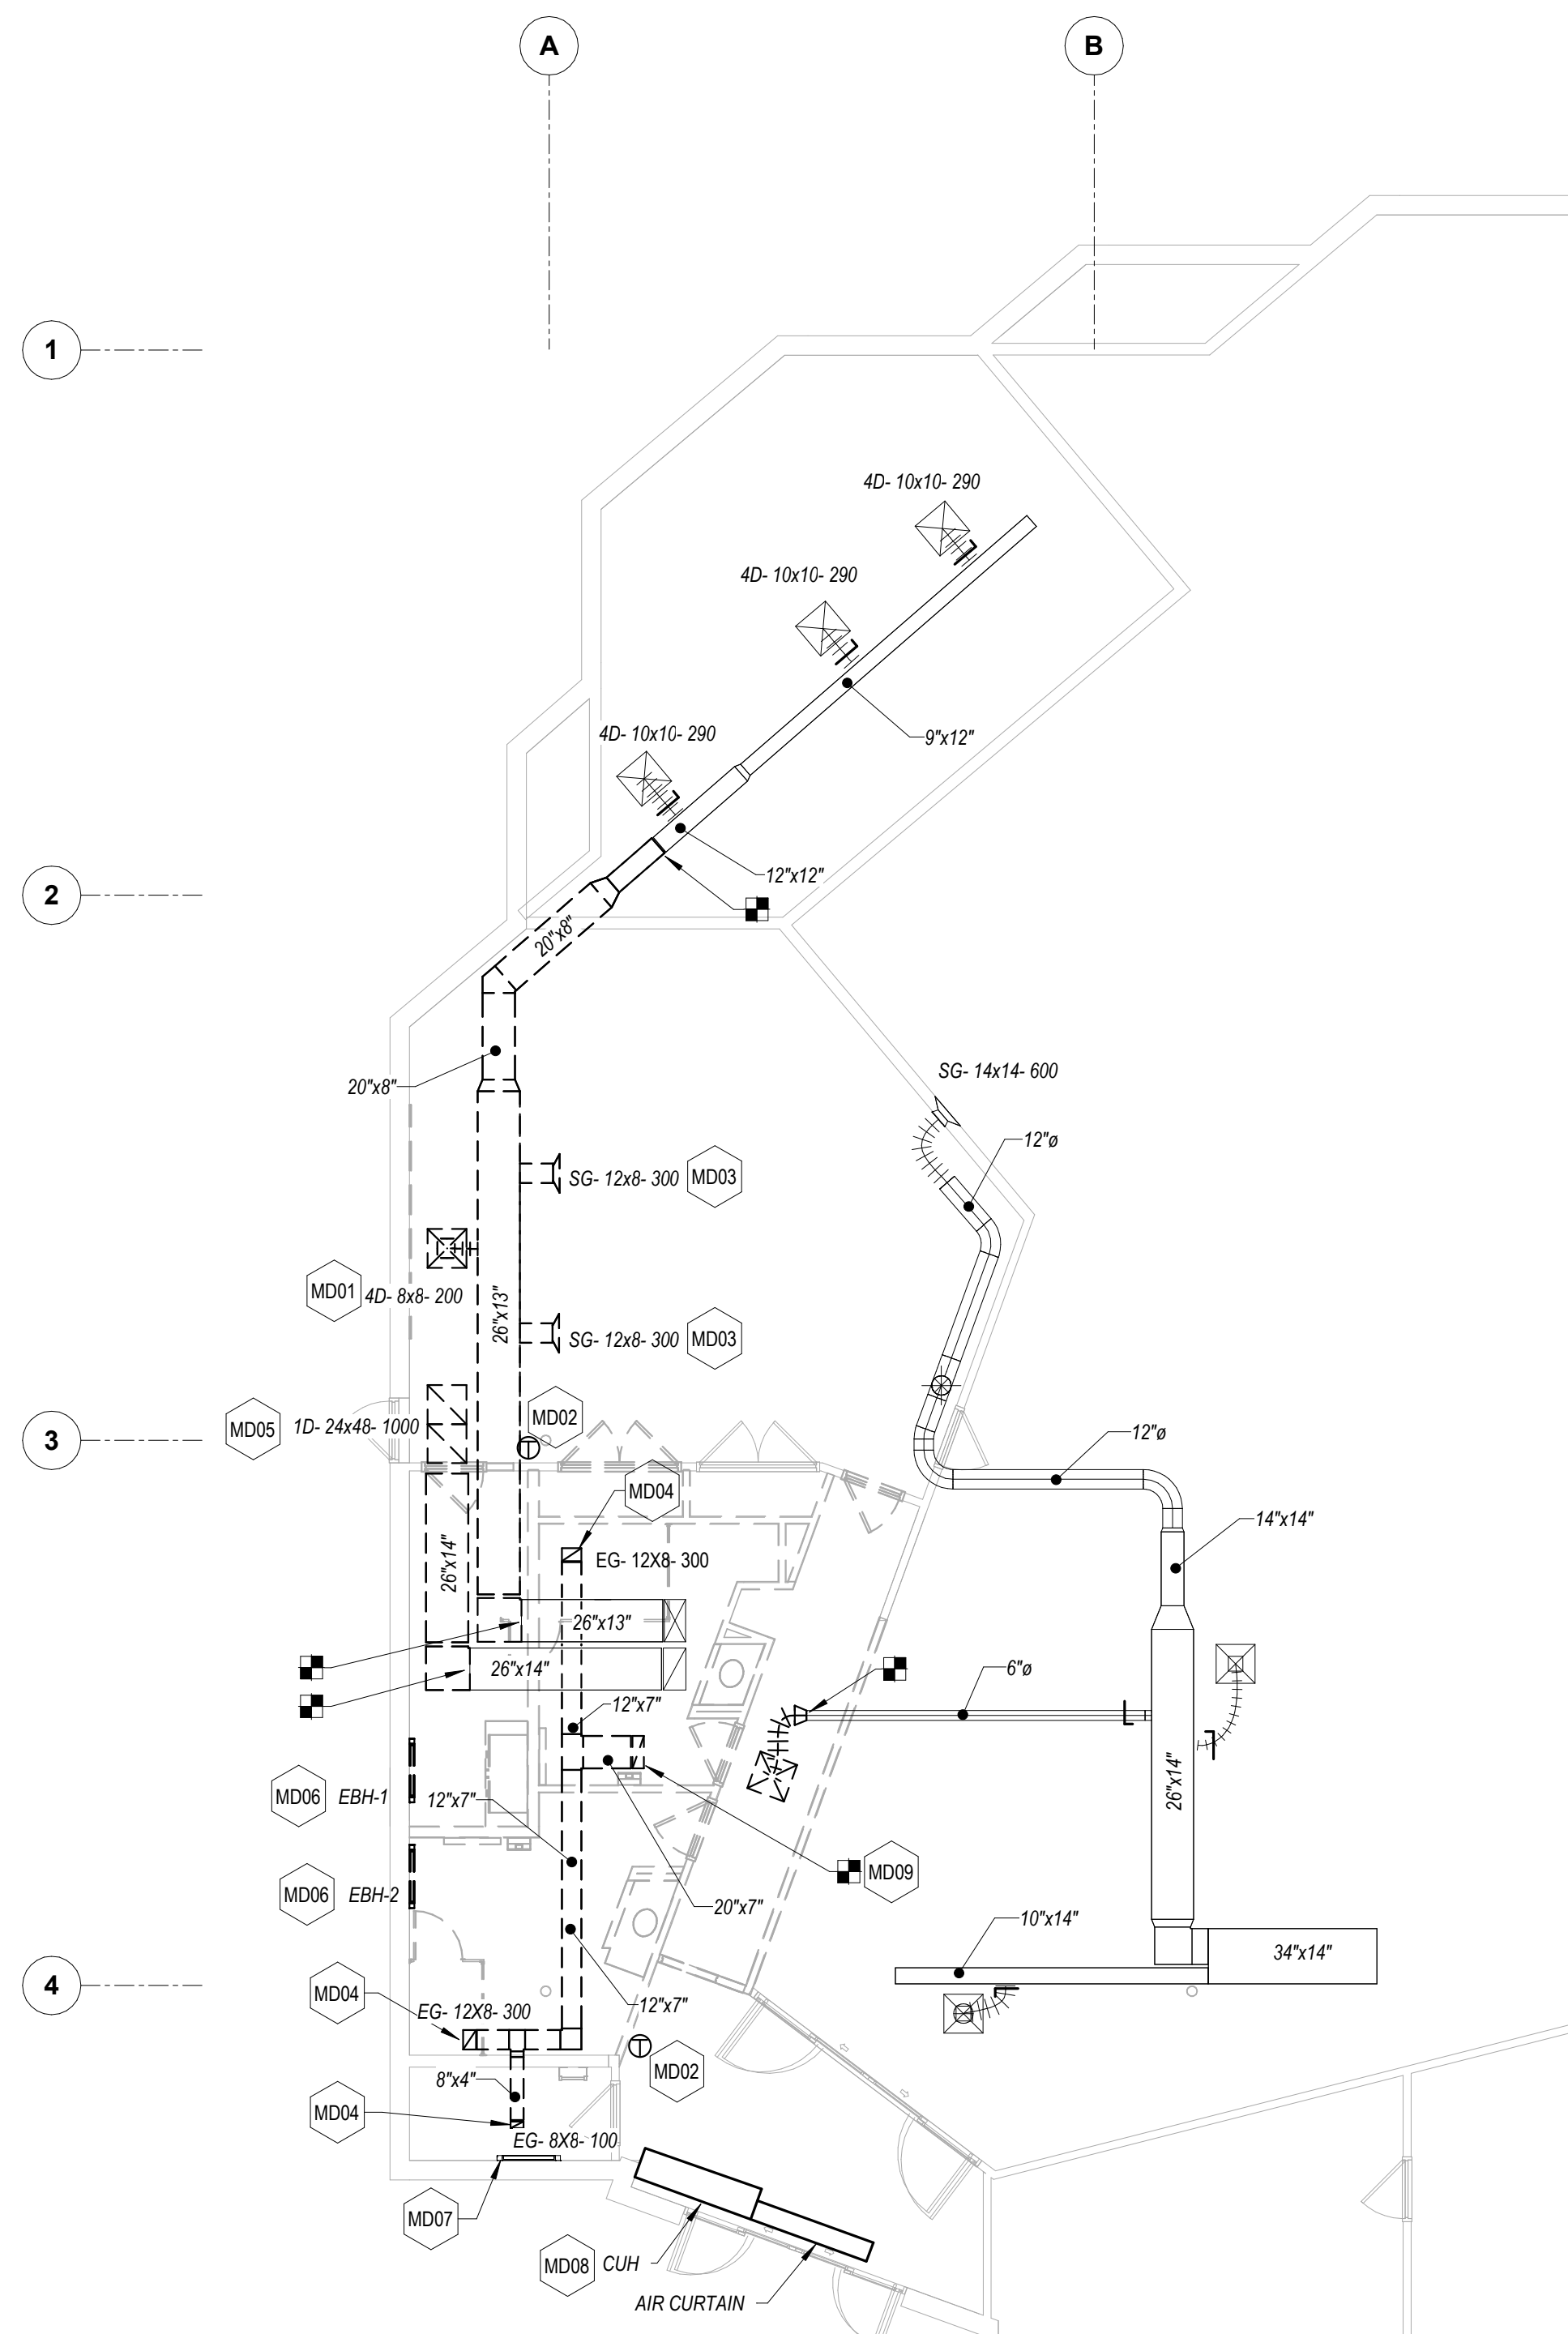 A
B
1
4D- 10x10- 290
4D- 10x10- 290
4D- 10x10- 290
9"x12"
12"x12"
2
20"x8"
SG- 14x14- 600
20"x8"
12"ø
SG- 12x8- 300
MD03
MD01
4D- 8x8- 200
26"x13"
SG- 12x8- 300
MD03
MD02
MD05
1D- 24x48- 1000
T
3
12"ø
MD04
14"x14"
EG- 12X8- 300
26"x14"
26"x13"
26"x14"
6"ø
12"x7"
26"x14"
MD06
EBH-1
12"x7"
MD09
MD06
EBH-2
20"x7"
10"x14"
34"x14"
4
MD04
EG- 12X8- 300
12"x7"
T
MD02
8"x4"
MD04
EG- 8X8- 100
MD07
MD08
CUH
AIR CURTAIN